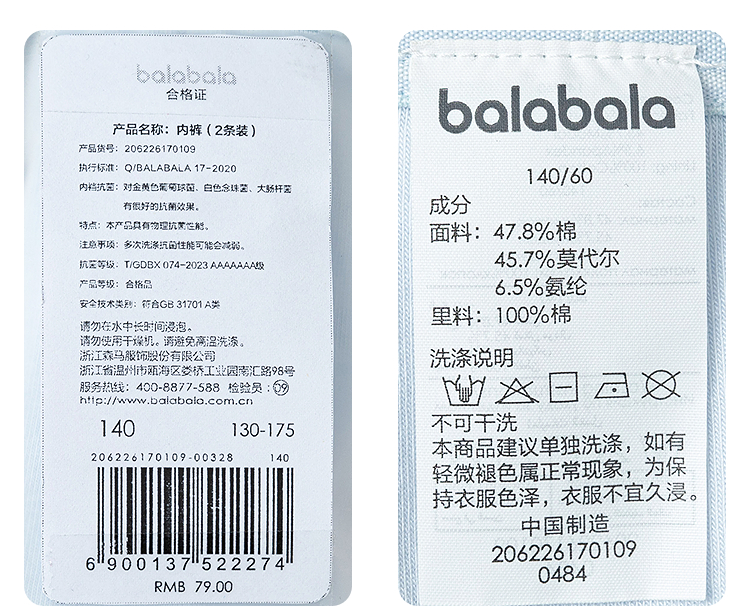 balabala
合格证
产品名称：内裤（2条装）
产品货号：206226170109
执行标准：Q/BALABALA 17-2020
内裆抗菌：对金黄色葡萄球菌、白色念珠菌、大肠杆菌
有很好的抗菌效果。
特点：本产品具有物理抗菌性能。
注意事项：多次洗涤抗菌性能可能会减弱。
抗菌等级：T/GDBX 074-2023 AAAAAAA级
产品等级：合格品
安全技术类别：符合GB 31701 A类
请勿在水中长时间浸泡。
请勿使用干燥机。请避免高温洗涤。
浙江森马服饰股份有限公司
浙江省温州市瓯海区娄桥工业园南汇路98号
服务热线：400-8877-588 检验员：09
http://www.balabala.com.cn
140 130-175
206226170109-00328 140
6 900137 522274
RMB 79.00
balabala
140/60
成分
面料：47.8%棉
45.7%莫代尔
6.5%氨纶
里料：100%棉
洗涤说明
不可干洗
本商品建议单独洗涤，如有
轻微褪色属正常现象，为保
持衣服色泽，衣服不宜久浸。
中国制造
206226170109
0484